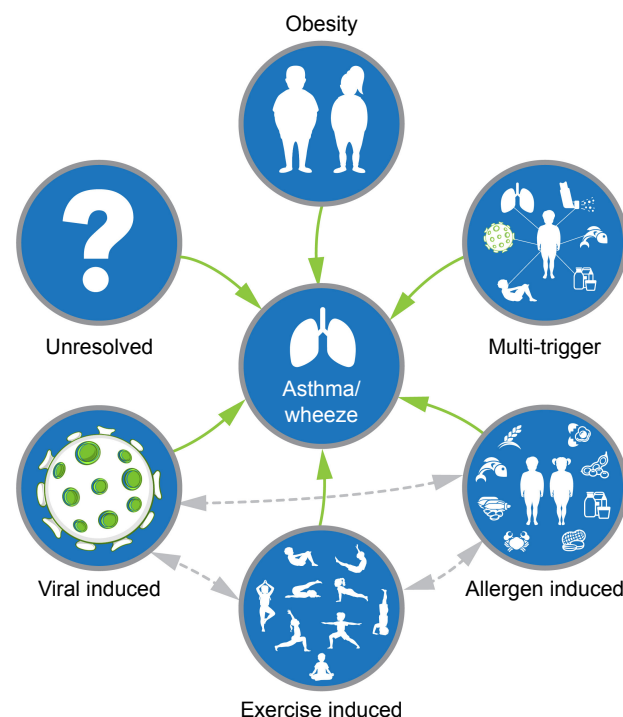 Obesity
?
Unresolved
Multi-trigger
Asthma/
wheeze
Viral induced
Allergen induced
Exercise induced